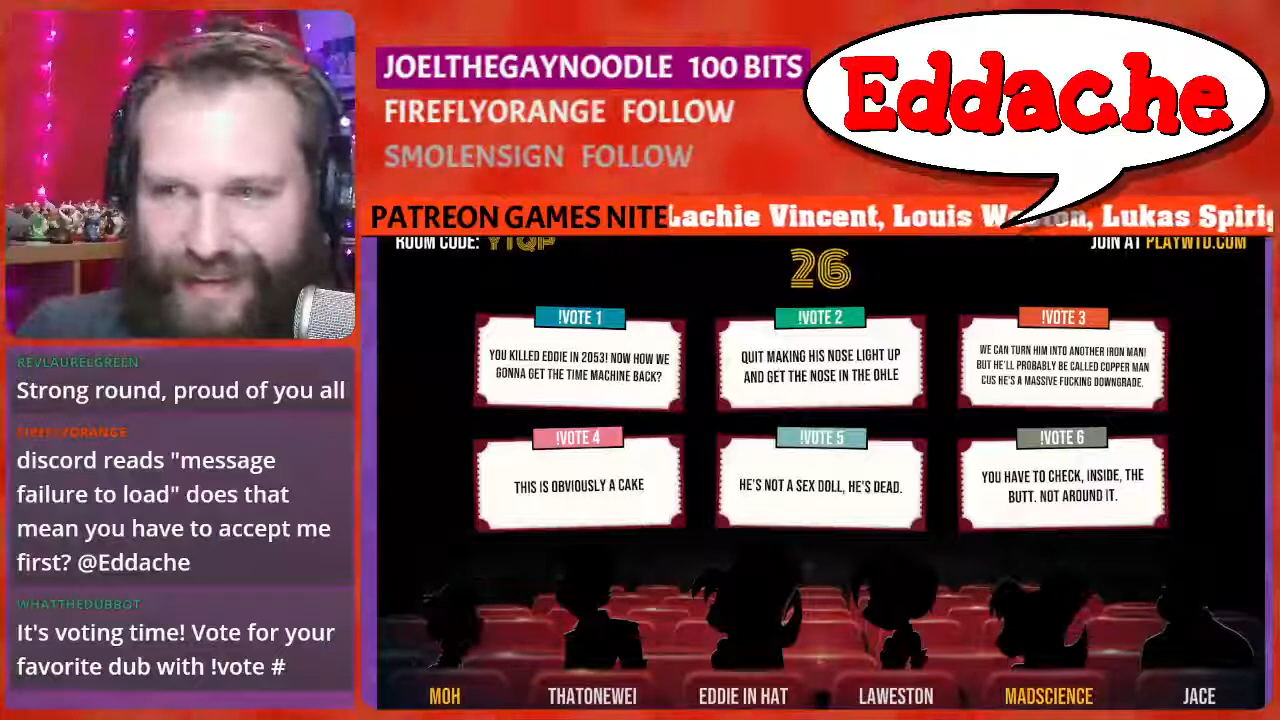 JOELTHEGAYNOODLE 100 BITS
FIREFLYORANGE FOLLOW
SMOLENSIGN FOLLOW
Eddache
PATREON GAMES NITE
Lachie Vincent, Louis Lukas
ROOM CODE: YTQP
26
JOIN AT PLAYWTD.COM
!VOTE 1
YOU KILLED EDDIE IN 2053! NOW HOW WE
GONNA GET THE TIME MACHINE BACK?
!VOTE 2
QUIT MAKING HIS NOSE LIGHT UP
AND GET THE NOSE IN THE OHLE
!VOTE 3
WE CAN TURN HIM INTO ANOTHER IRON MAN!
BUT HE'LL PROBABLY BE CALLED COPPER MAN
CUS HE'S A MASSIVE FUCKING DOWNGRADE.
!VOTE 4
THIS IS OBVIOUSLY A CAKE
!VOTE 5
HE'S NOT A SEX DOLL, HE'S DEAD.
!VOTE 6
YOU HAVE TO CHECK, INSIDE, THE
BUTT. NOT AROUND IT.
MOH
THATONEWEI
EDDIE IN HAT
LAWESTON
MADSCIENCE
JACE
REVLAURELGREEN
Strong round, proud of you all
FIREFLYORANGE
discord reads "message
failure to load" does that
mean you have to accept me
first? @Eddache
WHATTHEDUBBOT
It's voting time! Vote for your
favorite dub with !vote #